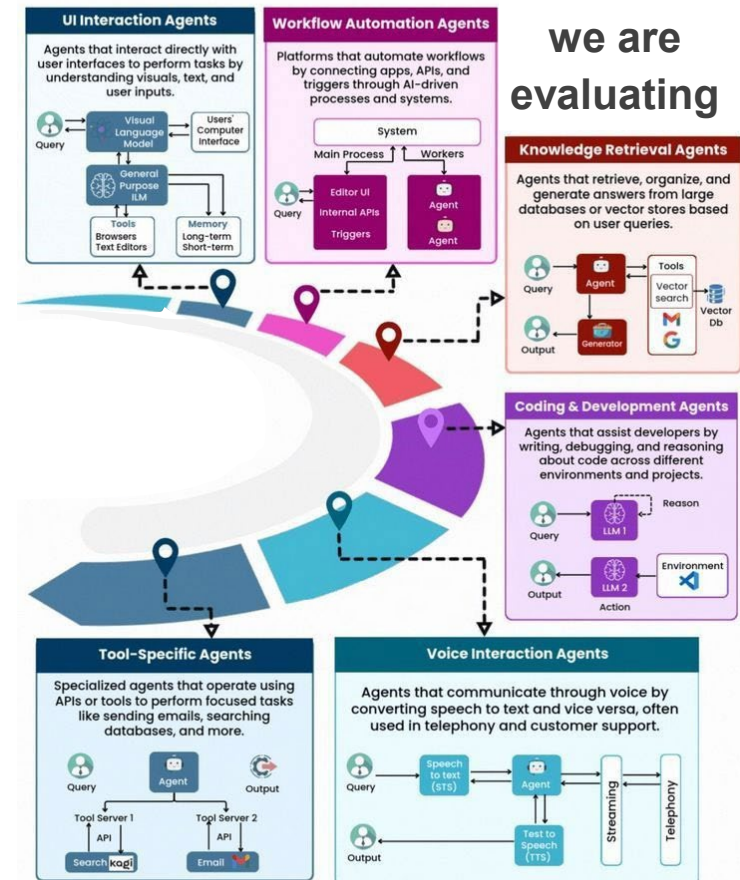 we are
evaluating
UI Interaction Agents
Agents that interact directly with
user interfaces to perform tasks by
understanding visuals, text, and
user inputs.
Query
Visual
Language
Model
Users'
Computer
Interface
General
Purpose
ILM
Tools
Browsers
Text Editors
Memory
Long-term
Short-term
Workflow Automation Agents
Platforms that automate workflows
by connecting apps, APIs, and
triggers through AI-driven
processes and systems.
System
Main Process
Workers
Query
Editor UI
Internal APIs
Triggers
Agent
Agent
Knowledge Retrieval Agents
Agents that retrieve, organize, and
generate answers from large
databases or vector stores based
on user queries.
Query
Agent
Tools
Vector
search
Vector
Db
Output
Generator
Coding & Development Agents
Agents that assist developers by
writing, debugging, and reasoning
about code across different
environments and projects.
Query
LLM 1
Reason
Output
LLM 2
Environment
Action
Tool-Specific Agents
Specialized agents that operate using
APIs or tools to perform focused tasks
like sending emails, searching
databases, and more.
Query
Agent
Output
Tool Server 1
Tool Server 2
API
API
Search kagi
Email
Voice Interaction Agents
Agents that communicate through voice by
converting speech to text and vice versa, often
used in telephony and customer support.
Query
Speech
to text
(STS)
Agent
Streaming
Telephony
Output
Test to
Speech
(TTS)